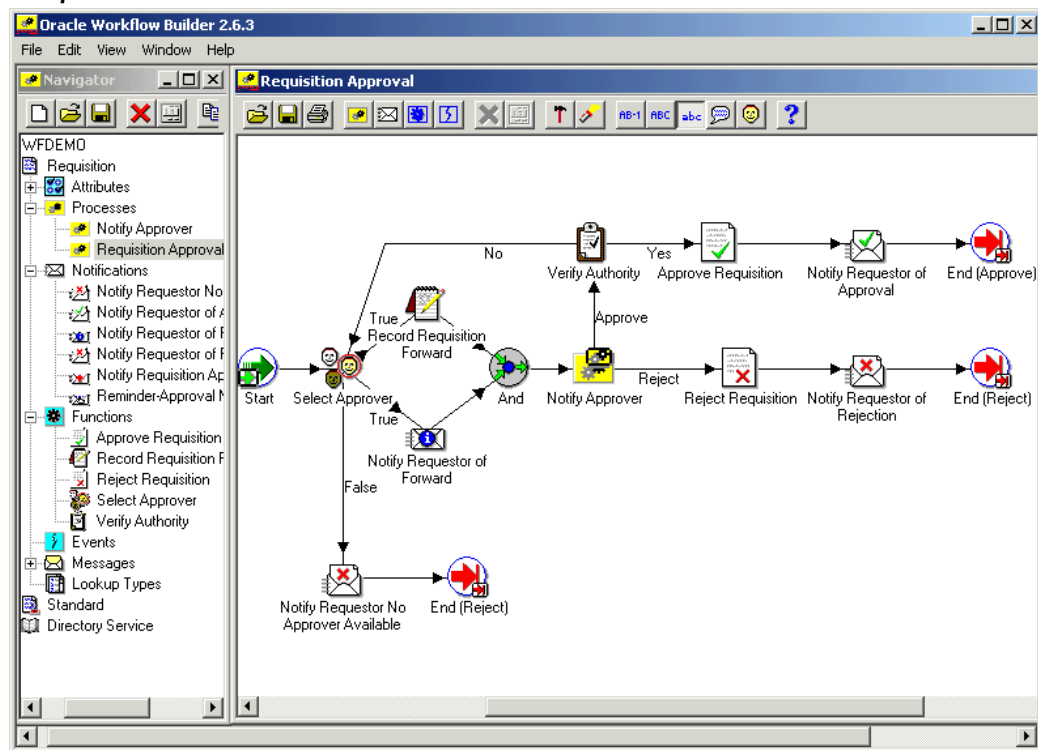 Oracle Workflow Builder 2.6.3
File Edit View Window Help
Navigator
Requisition Approval
AB-1 ABC abc
WFDEMO
Requisition
Attributes
Processes
Notify Approver
Requisition Approval
Notifications
Notify Requestor No
Notify Requestor of
Notify Requestor of
Notify Requestor of
Notify Requisition Ap
Reminder-Approval
Functions
Approve Requisition
Record Requisition
Reject Requisition
Select Approver
Verify Authority
Events
Messages
Lookup Types
Standard
Directory Service
No
Verify Authority
Yes
Approve Requisition
Notify Requestor of
Approval
End (Approve)
True
Record Requisition
Forward
Approve
Start
Select Approver
And
Notify Approver
Reject
Reject Requisition
Notify Requestor of
Rejection
End (Reject)
True
Notify Requestor of
Forward
False
Notify Requestor No
Approver Available
End (Reject)